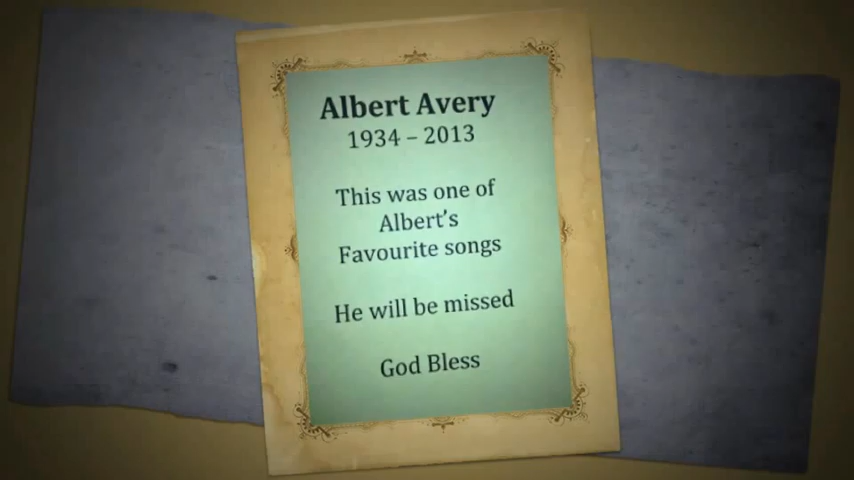 Albert Avery
1934 – 2013
This was one of
Albert's
Favourite songs
He will be missed
God Bless